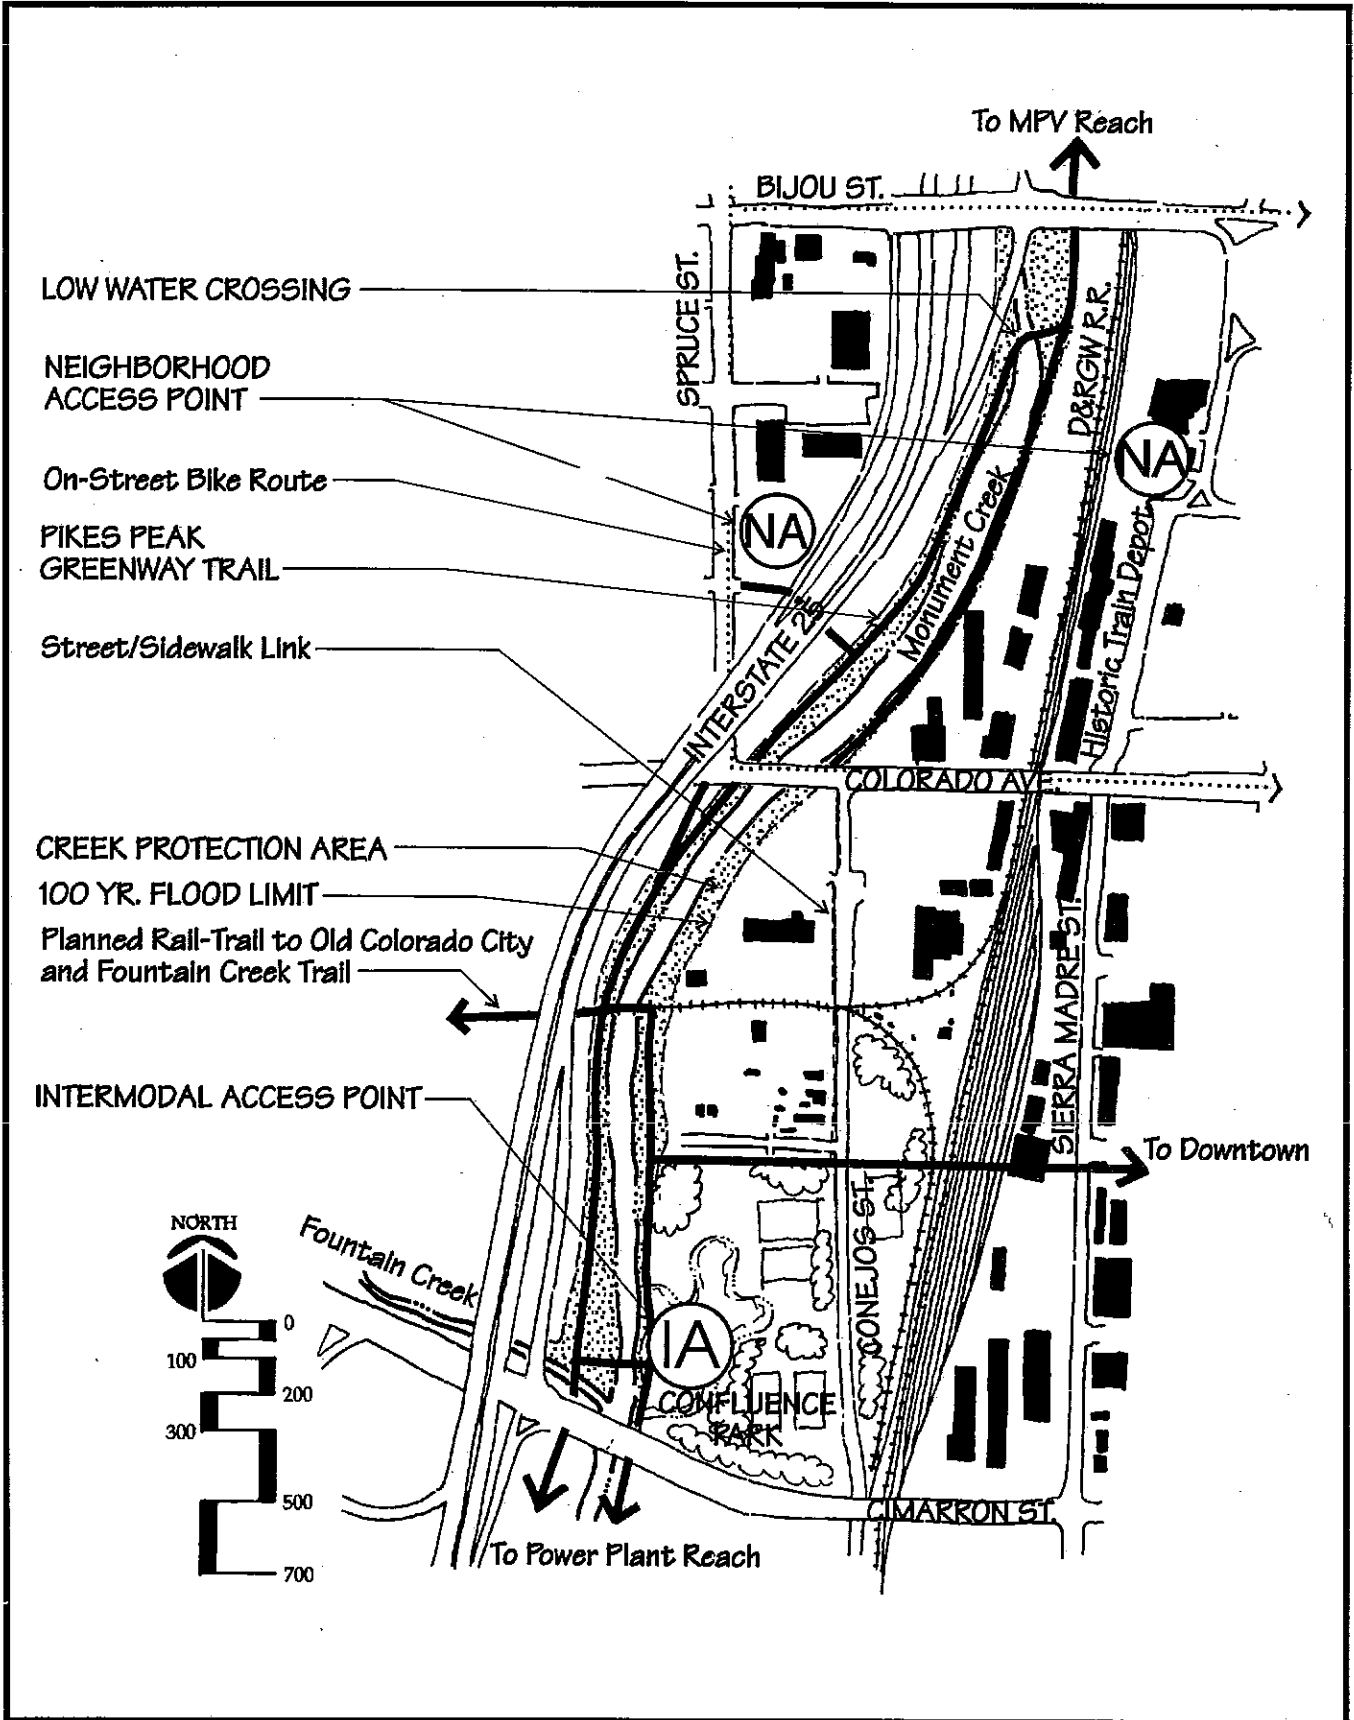 To MPV Reach
BIJOU ST.
LOW WATER CROSSING
SPRUCE ST.
D&RGW R.R.
NEIGHBORHOOD
ACCESS POINT
NA
On-Street Bike Route
NA
Monument Creek
PIKES PEAK
GREENWAY TRAIL
Historic Train Depot
Street/Sidewalk Link
INTERSTATE 25
COLORADO AVE
CREEK PROTECTION AREA
100 YR. FLOOD LIMIT
Planned Rail-Trail to Old Colorado City
and Fountain Creek Trail
SIERRA MADRE ST.
INTERMODAL ACCESS POINT
To Downtown
CONEJOS ST.
NORTH
Fountain Creek
0
100
200
300
500
700
IA
CONFLUENCE
PARK
CIMARRON ST.
To Power Plant Reach